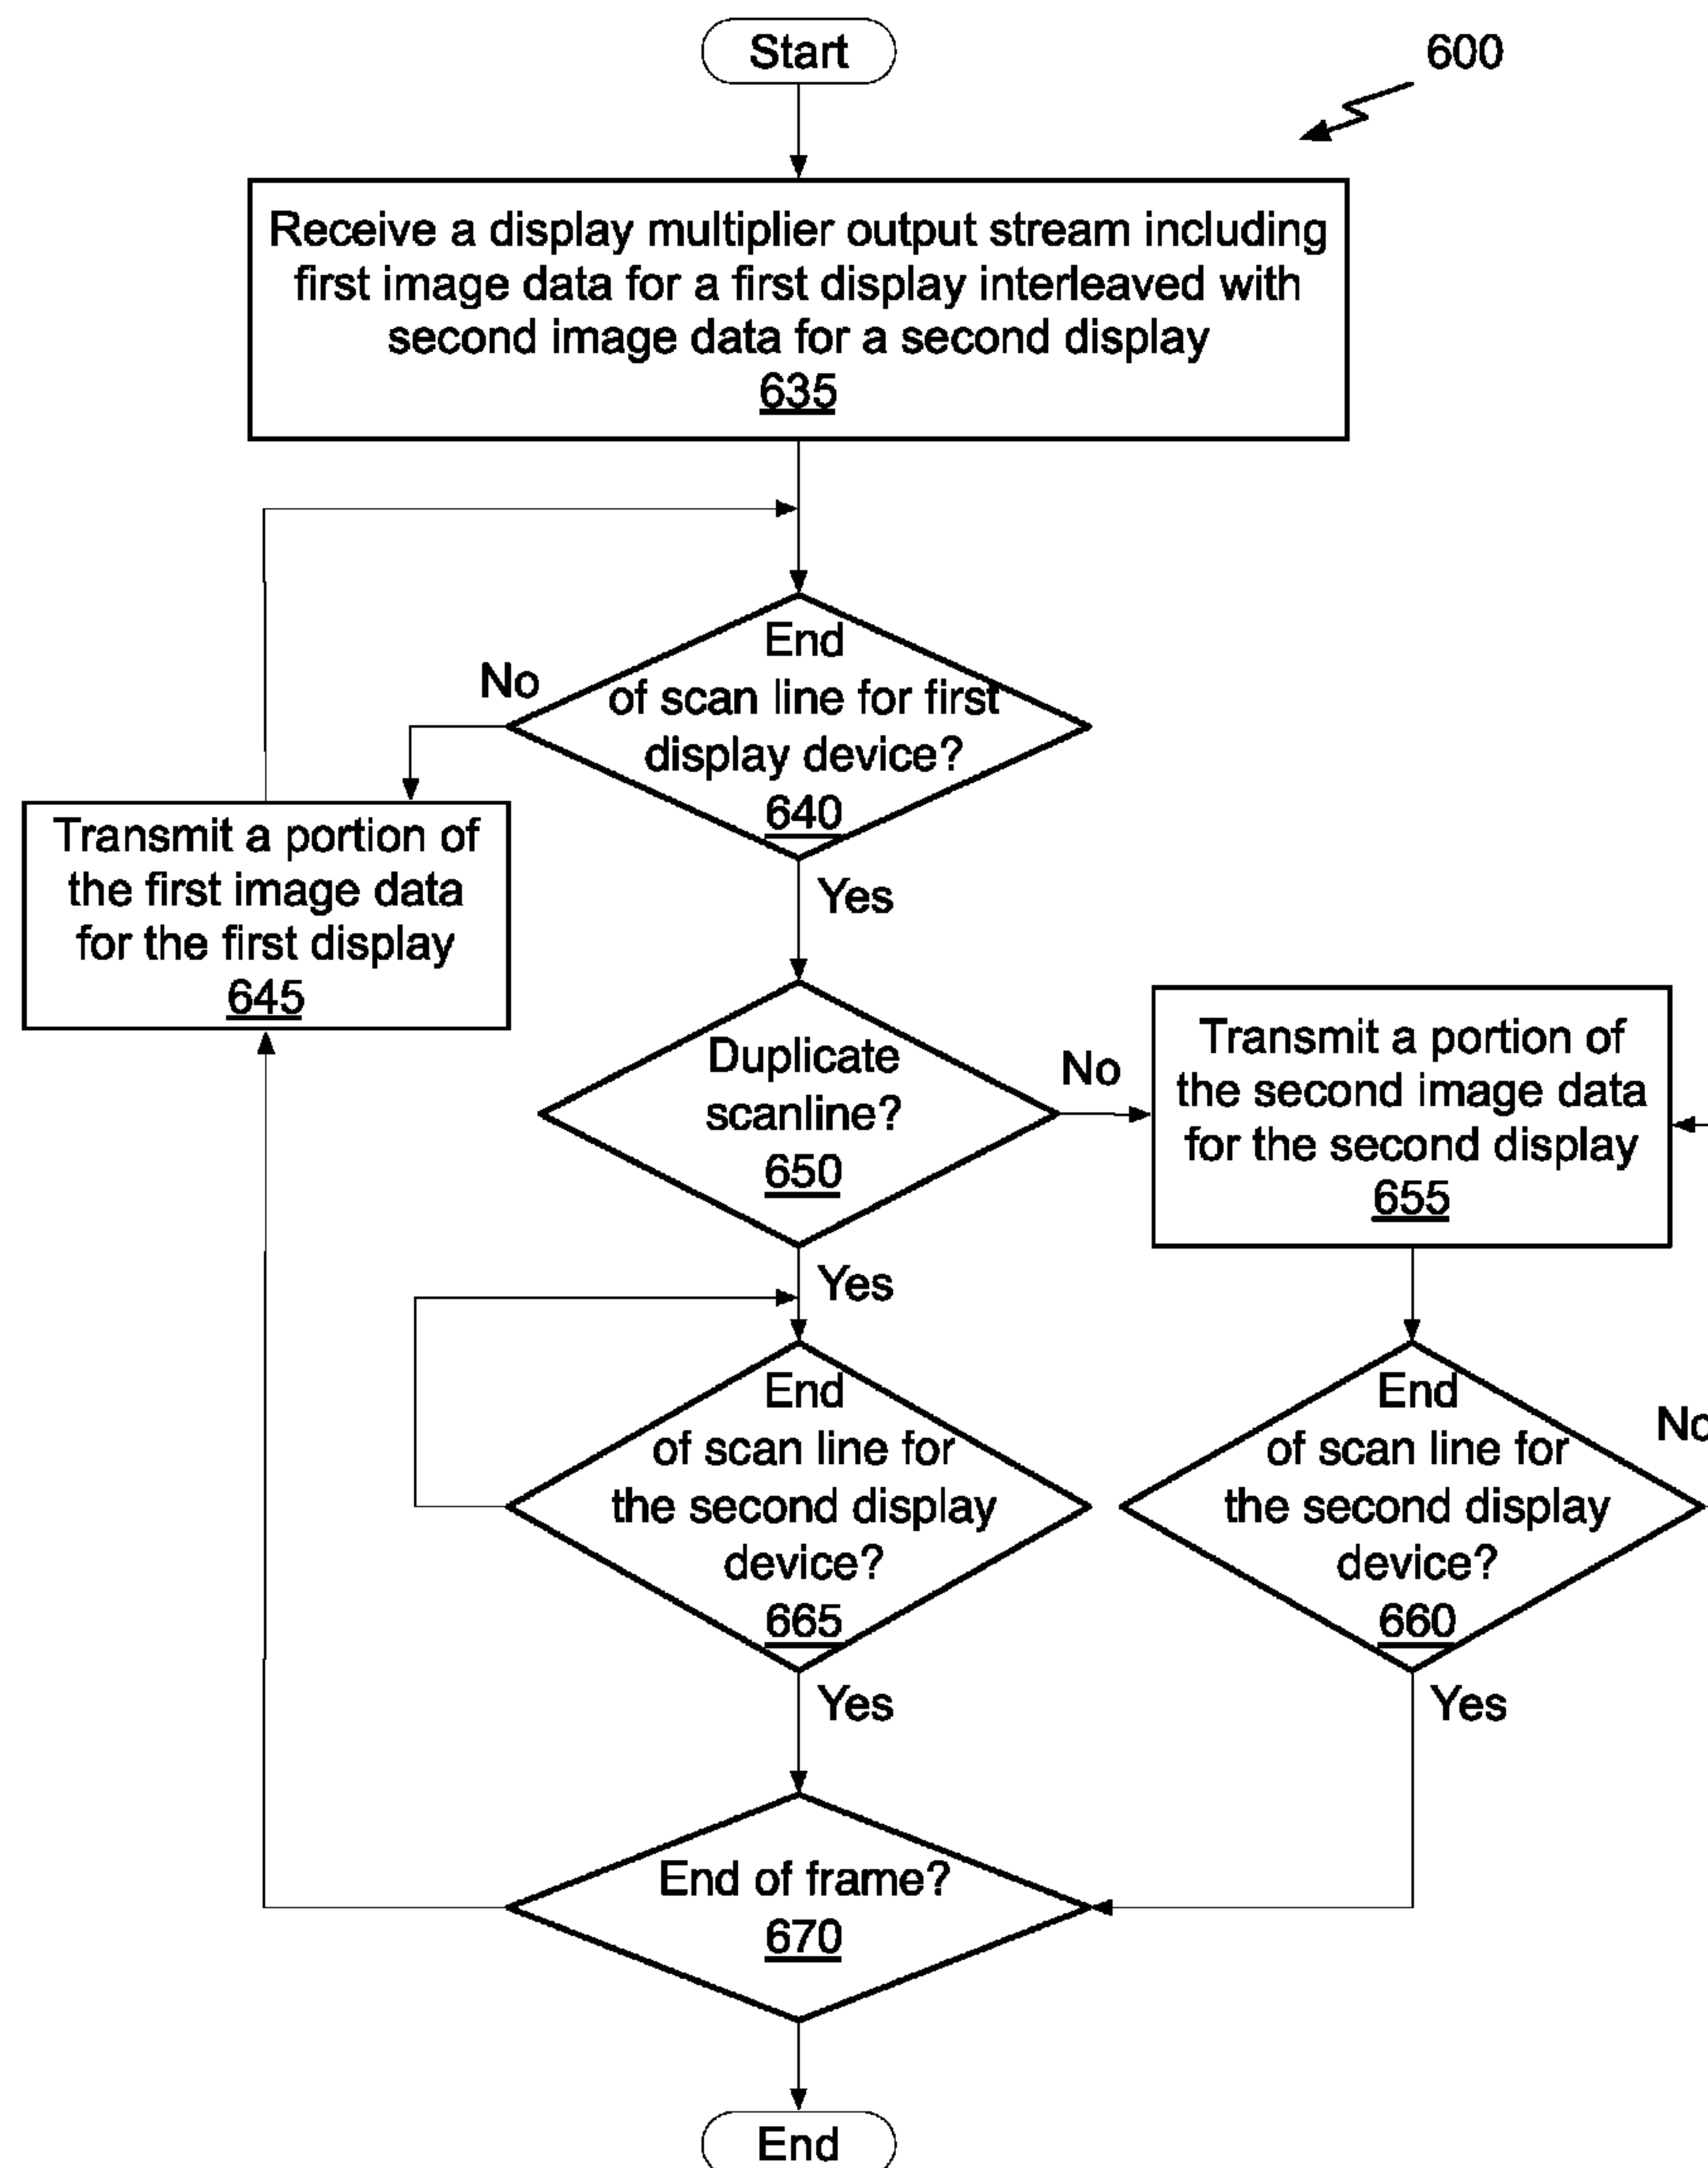 Start
600
Receive a display multiplier output stream including
first image data for a first display interleaved with
second image data for a second display
635
End
of scan line for first
display device?
640
No
Yes
Transmit a portion of
the first image data
for the first display
645
Duplicate
scanline?
650
No
Yes
Transmit a portion of
the second image data
for the second display
655
End
of scan line for
the second display
device?
665
Yes
End
of scan line for
the second display
device?
660
No
Yes
End of frame?
670
End